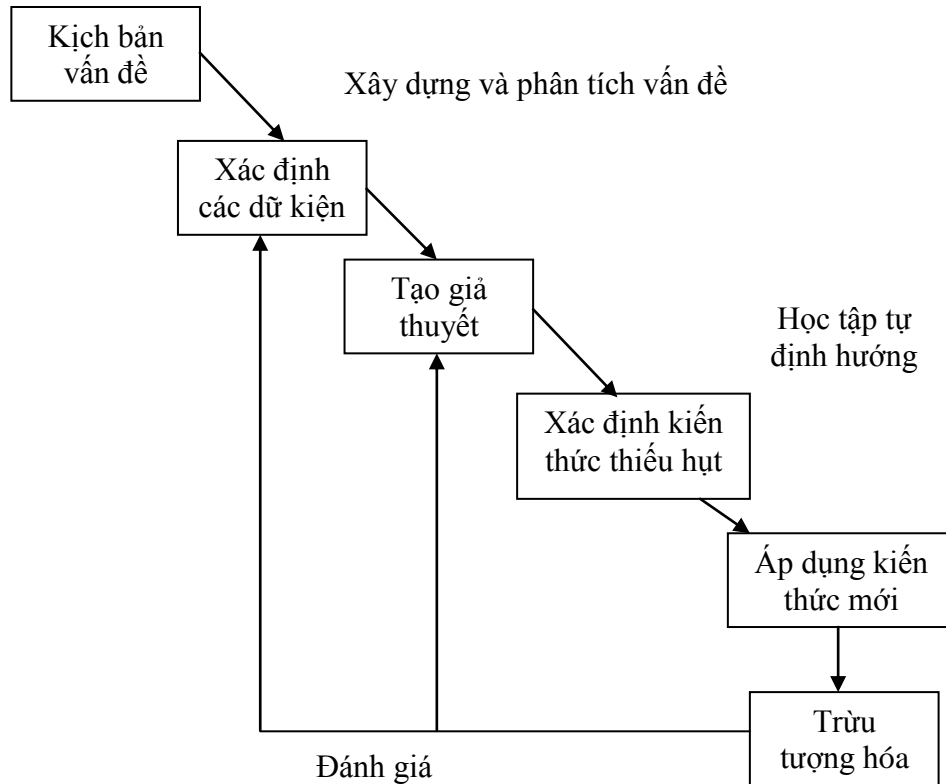 Kịch bản
vấn đề
Xây dựng và phân tích vấn đề
Xác định
các dữ kiện
Tạo giả
thuyết
Học tập tự
định hướng
Xác định kiến
thức thiếu hụt
Áp dụng kiến
thức mới
Trừu
tượng hóa
Đánh giá